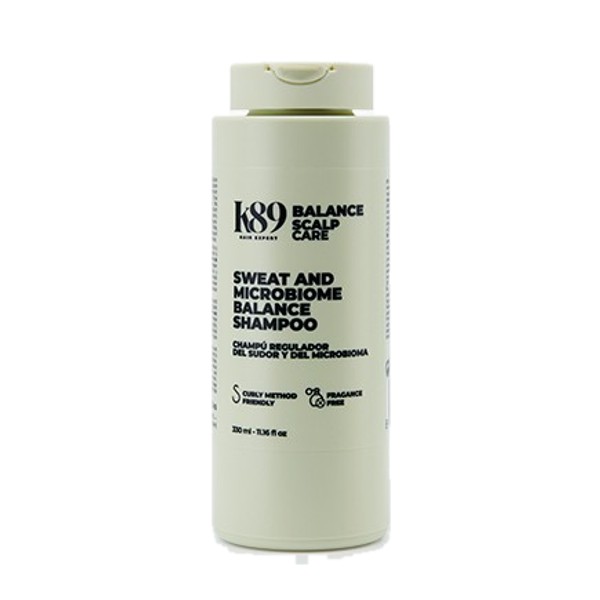 k89
HAIR EXPERT
BALANCE
SCALP
CARE
SWEAT AND
MICROBIOME
BALANCE
SHAMPOO
CHAMPÚ REGULADOR
DEL SUDOR Y DEL MICROBIOMA
CURLY METHOD
FRIENDLY
FRAGANCE
FREE
330 ml - 11.16 fl oz